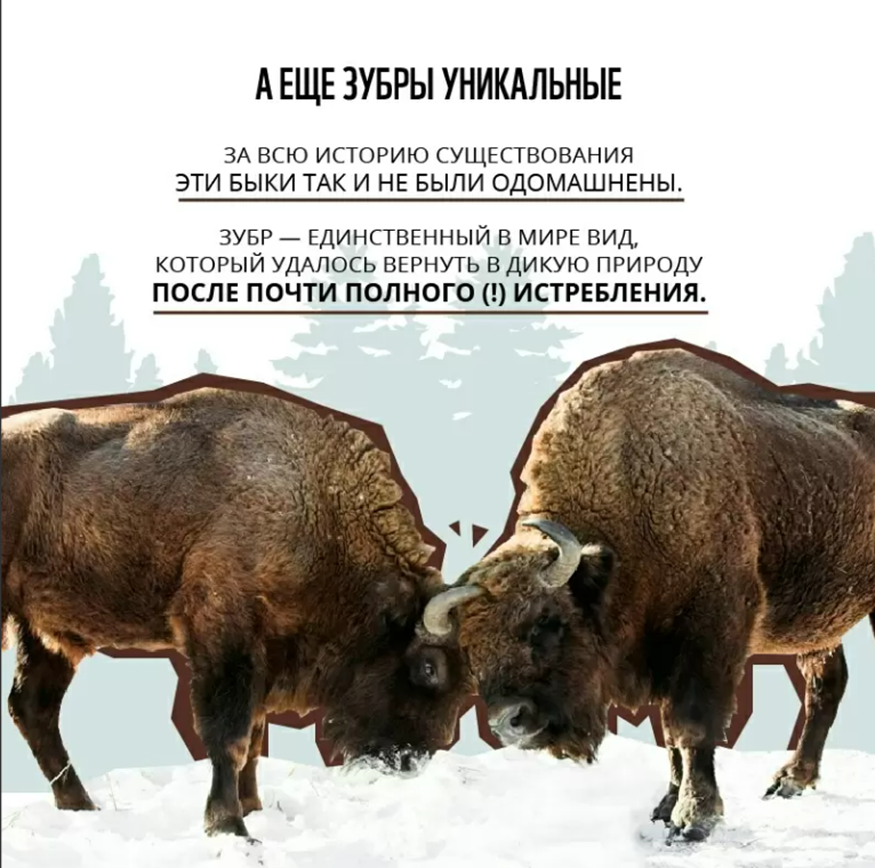 А ЕЩЕ ЗУБРЫ УНИКАЛЬНЫЕ
ЗА ВСЮ ИСТОРИЮ СУЩЕСТВОВАНИЯ
ЭТИ БЫКИ ТАК И НЕ БЫЛИ ОДОМАШНЕНЫ.
ЗУБР — ЕДИНСТВЕННЫЙ В МИРЕ ВИД,
КОТОРЫЙ УДАЛОСЬ ВЕРНУТЬ В ДИКУЮ ПРИРОДУ
ПОСЛЕ ПОЧТИ ПОЛНОГО (!) ИСТРЕБЛЕНИЯ.